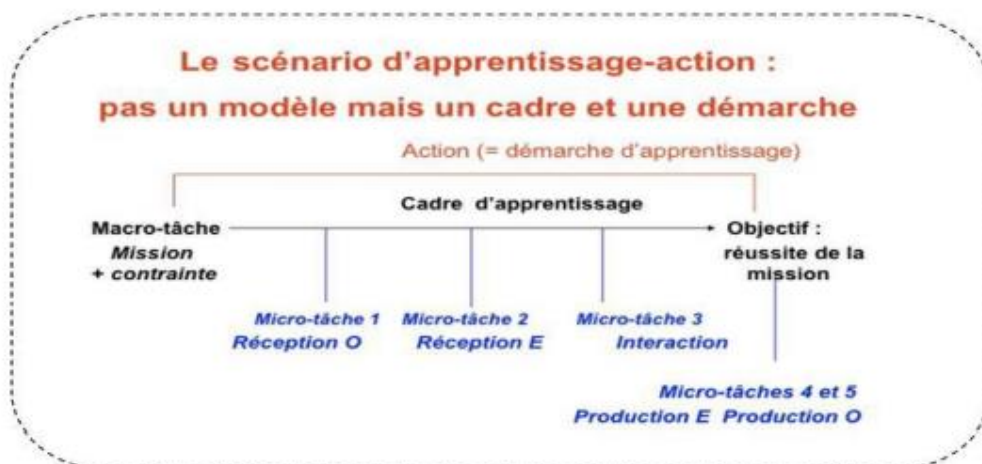 Le scénario d'apprentissage-action :
pas un modèle mais un cadre et une démarche
Action (= démarche d'apprentissage)
Cadre d'apprentissage
Macro-tâche
Mission
+ contrainte
Objectif :
réussite de la
mission
Micro-tâche 1
Réception O
Micro-tâche 2
Réception E
Micro-tâche 3
Interaction
Micro-tâches 4 et 5
Production E Production O